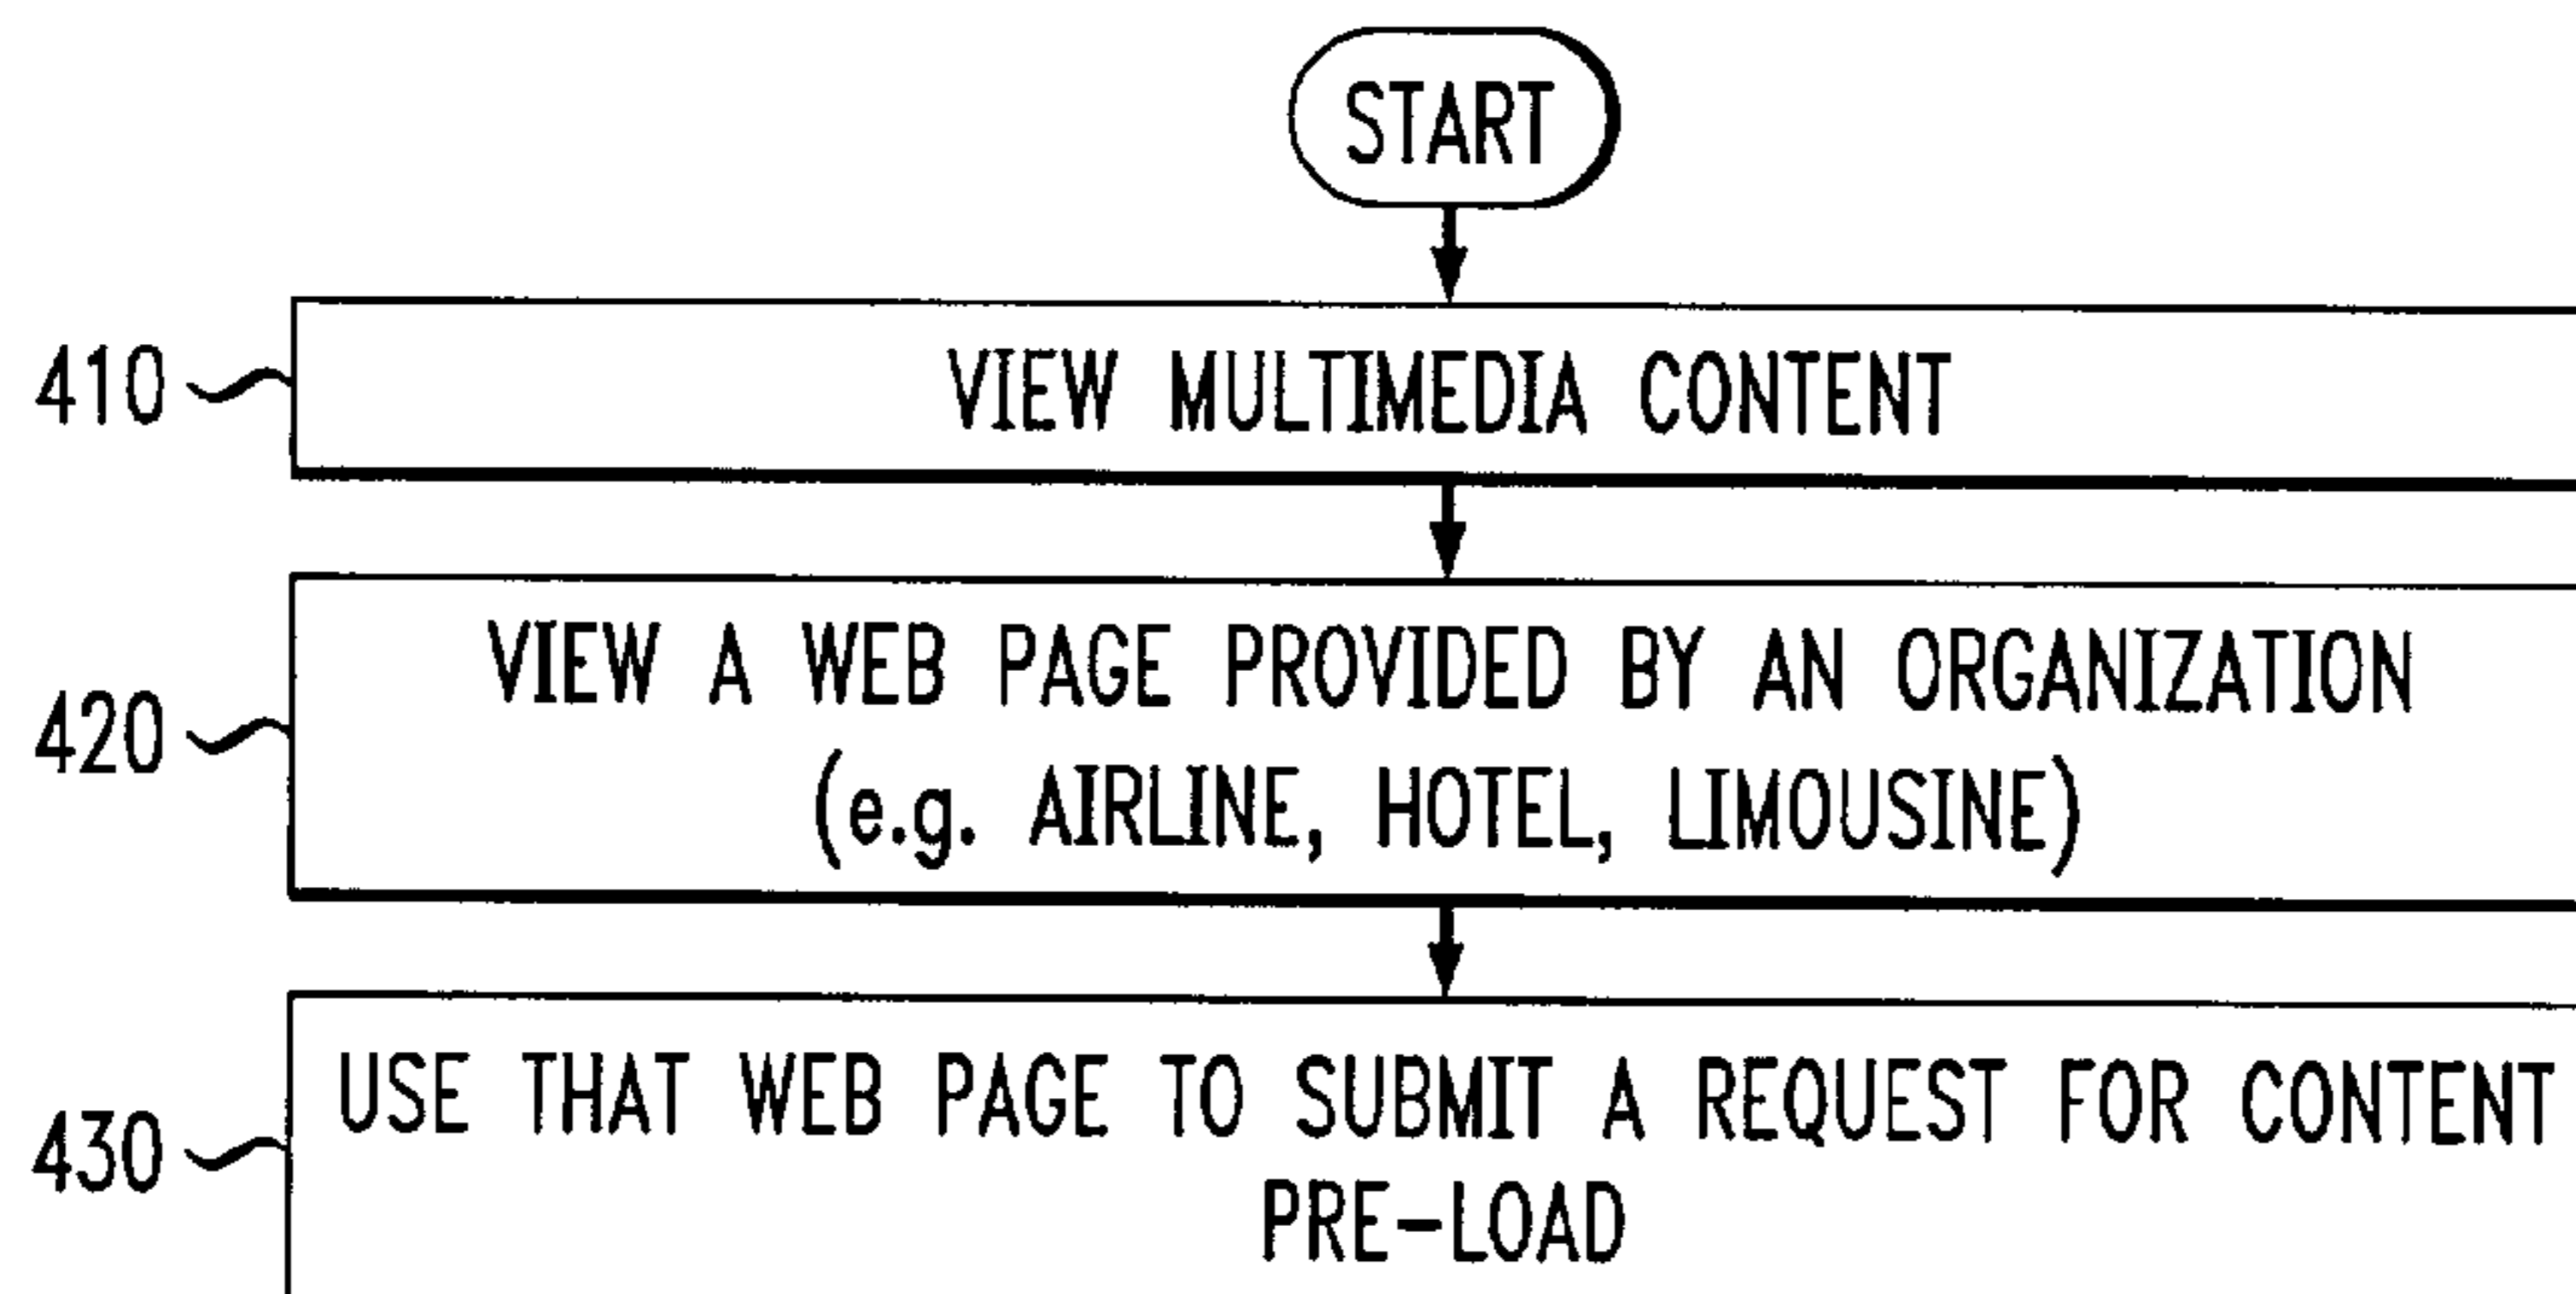 START
410
VIEW MULTIMEDIA CONTENT
420
VIEW A WEB PAGE PROVIDED BY AN ORGANIZATION
(e.g. AIRLINE, HOTEL, LIMOUSINE)
430
USE THAT WEB PAGE TO SUBMIT A REQUEST FOR CONTENT
PRE-LOAD